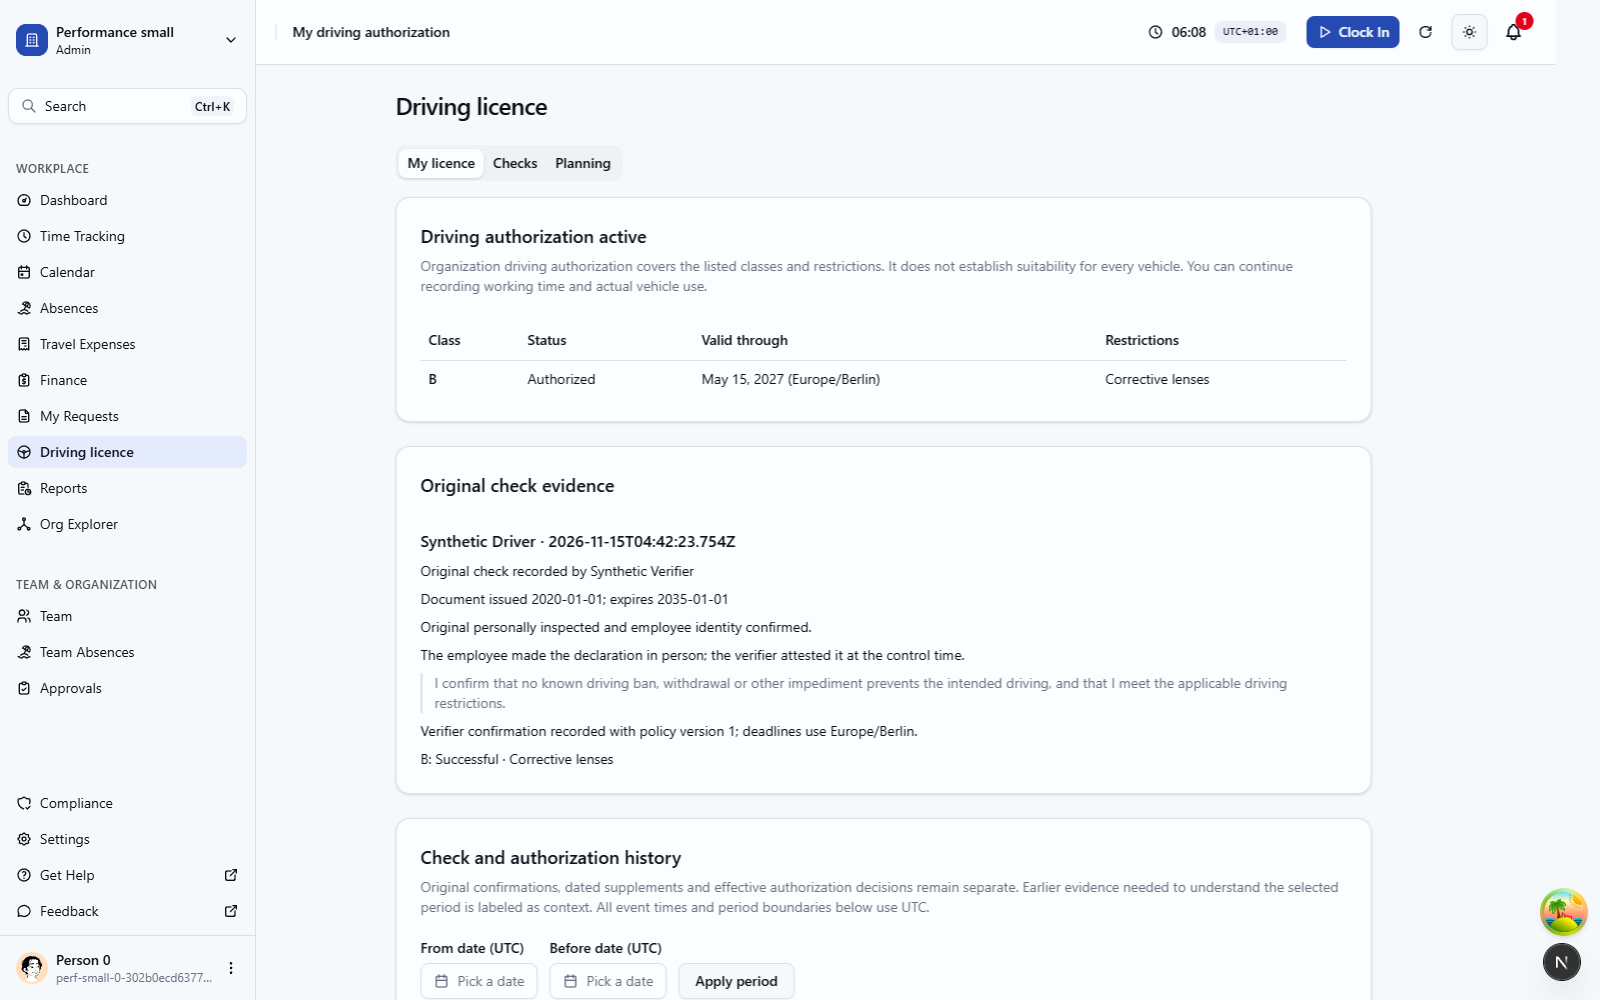 Performance small
Admin
Search
Ctrl+K
WORKPLACE
Dashboard
Time Tracking
Calendar
Absences
Travel Expenses
Finance
My Requests
Driving licence
Reports
Org Explorer
TEAM & ORGANIZATION
Team
Team Absences
Approvals
Compliance
Settings
Get Help
Feedback
Person 0
perf-small-0-302b0ecd6377...
My driving authorization
06:08
UTC+01:00
Clock In
1
Driving licence
My licence
Checks
Planning
Driving authorization active
Organization driving authorization covers the listed classes and restrictions. It does not establish suitability for every vehicle. You can continue
recording working time and actual vehicle use.
Class
Status
Valid through
Restrictions
B
Authorized
May 15, 2027 (Europe/Berlin)
Corrective lenses
Original check evidence
Synthetic Driver · 2026-11-15T04:42:23.754Z
Original check recorded by Synthetic Verifier
Document issued 2020-01-01; expires 2035-01-01
Original personally inspected and employee identity confirmed.
The employee made the declaration in person; the verifier attested it at the control time.
I confirm that no known driving ban, withdrawal or other impediment prevents the intended driving, and that I meet the applicable driving
restrictions.
Verifier confirmation recorded with policy version 1; deadlines use Europe/Berlin.
B: Successful · Corrective lenses
Check and authorization history
Original confirmations, dated supplements and effective authorization decisions remain separate. Earlier evidence needed to understand the selected
period is labeled as context. All event times and period boundaries below use UTC.
From date (UTC)
Before date (UTC)
Pick a date
Pick a date
Apply period
N